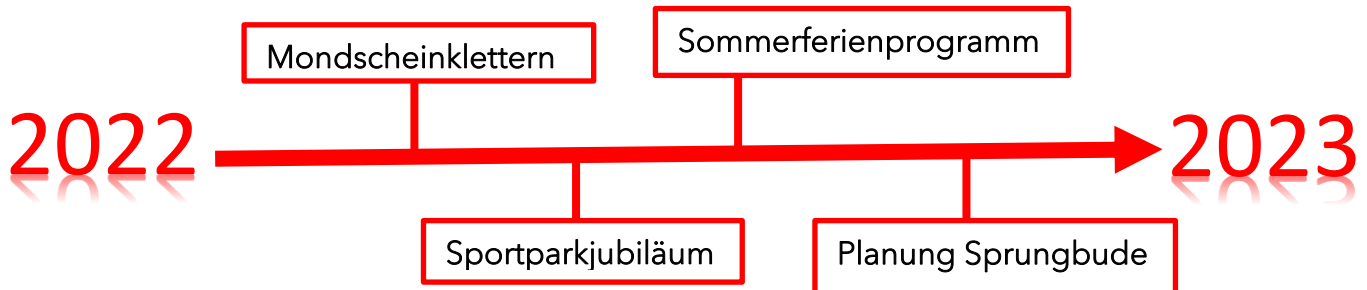 Mondscheinklettern
Sommerferienprogramm
2022
2023
Sportparkjubiläum
Planung Sprungbude